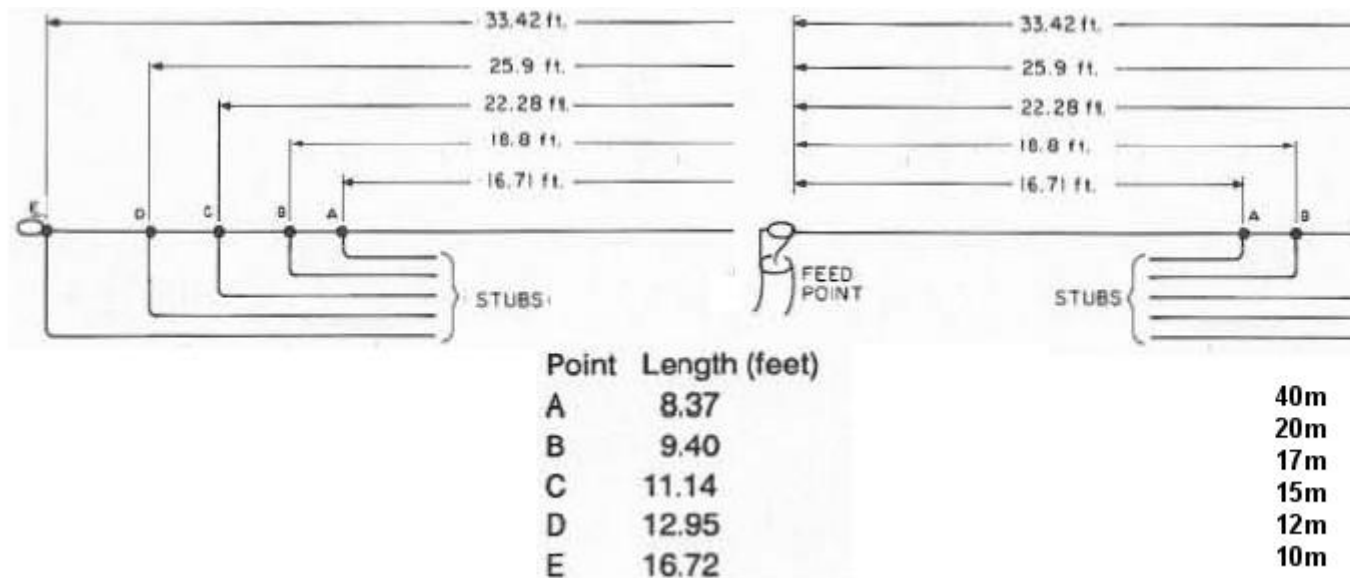 33.42 ft. 33.42 ft.
25.9 ft. 25.9 ft.
22.28 ft. 22.28 ft.
18.8 ft. 18.8 ft.
16.71 ft. 16.71 ft.
E D C B A A B
FEED
POINT
STUBS STUBS
Point Length (feet)
A 8.37 40m
B 9.40 20m
17m
C 11.14 15m
D 12.95 12m
E 16.72 10m